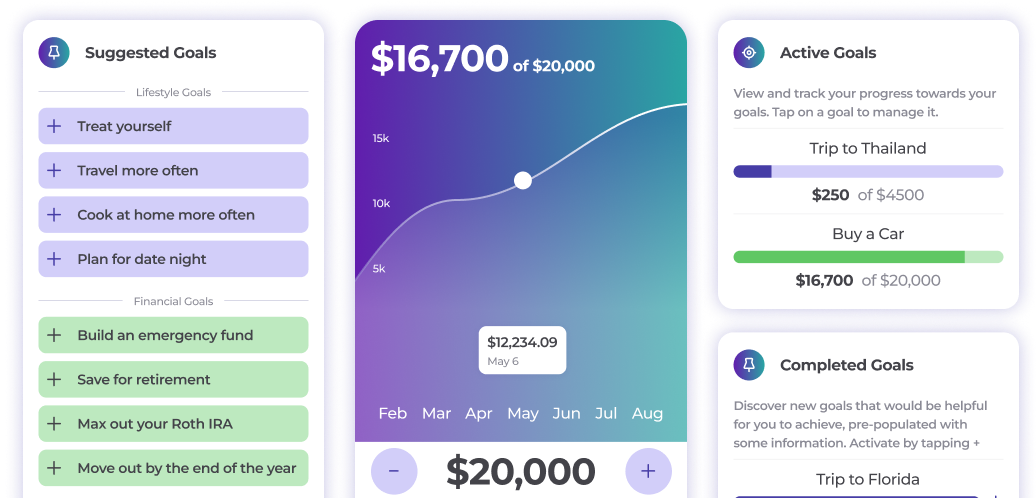 Suggested Goals
Lifestyle Goals
+ Treat yourself
+ Travel more often
+ Cook at home more often
+ Plan for date night
Financial Goals
+ Build an emergency fund
+ Save for retirement
+ Max out your Roth IRA
+ Move out by the end of the year
$16,700 of $20,000
15k
10k
5k
$12,234.09
May 6
Feb Mar Apr May Jun Jul Aug
- $20,000 +
Active Goals
View and track your progress towards your
goals. Tap on a goal to manage it.
Trip to Thailand
$250 of $4500
Buy a Car
$16,700 of $20,000
Completed Goals
Discover new goals that would be helpful
for you to achieve, pre-populated with
some information. Activate by tapping +
Trip to Florida